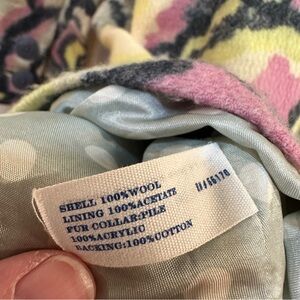 SHELL 100%WOOL
LINING 100%ACETATE
FUR COLLAR:PILE
100%ACRYLIC
BACKING:100%COTTON